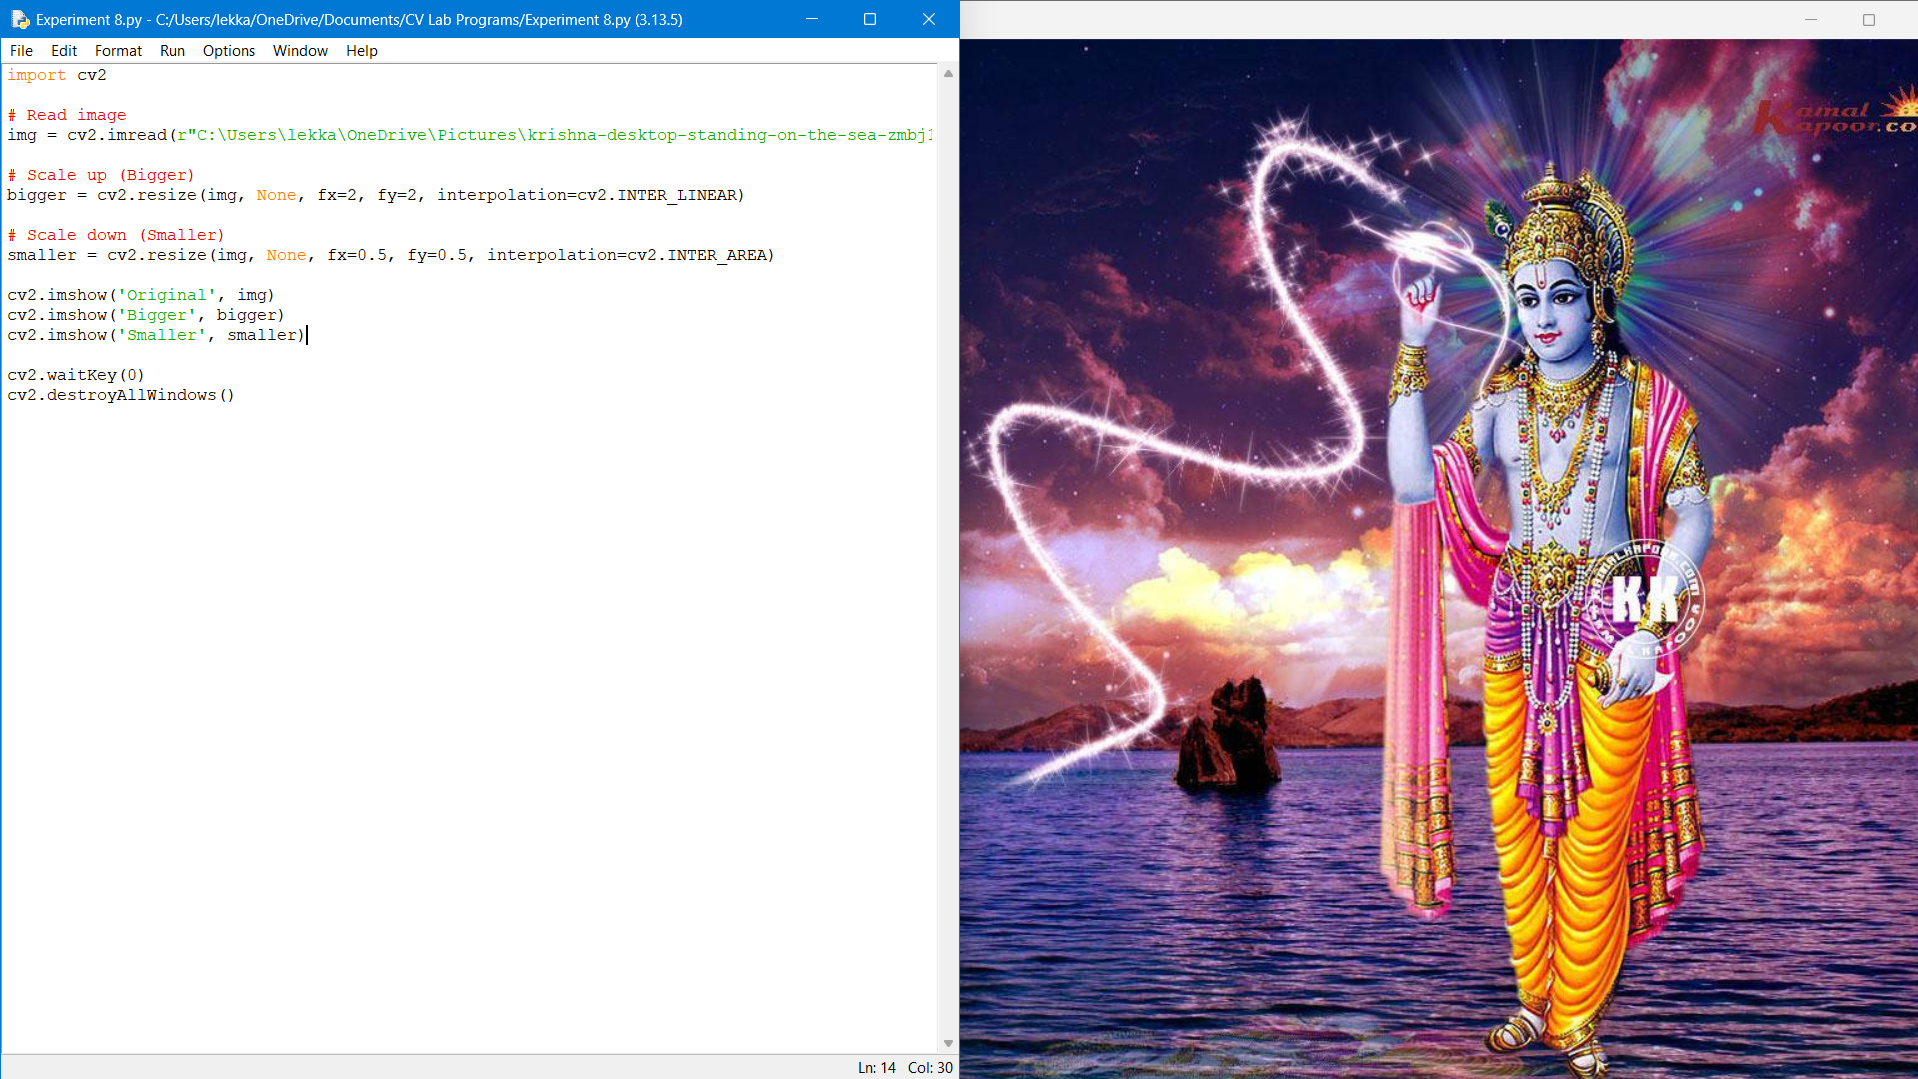 Experiment 8.py - C:/Users/lekka/OneDrive/Documents/CV Lab Programs/Experiment 8.py (3.13.5)
File Edit Format Run Options Window Help
import cv2
# Read image
img = cv2.imread(r"C:\Users\lekka\OneDrive\Pictures\krishna-desktop-standing-on-the-sea-zmbj1
# Scale up (Bigger)
bigger = cv2.resize(img, None, fx=2, fy=2, interpolation=cv2.INTER_LINEAR)
# Scale down (Smaller)
smaller = cv2.resize(img, None, fx=0.5, fy=0.5, interpolation=cv2.INTER_AREA)
cv2.imshow('Original', img)
cv2.imshow('Bigger', bigger)
cv2.imshow('Smaller', smaller)
cv2.waitKey(0)
cv2.destroyAllWindows()
Ln: 14 Col: 30
Kamal
Kapoor.co
KK